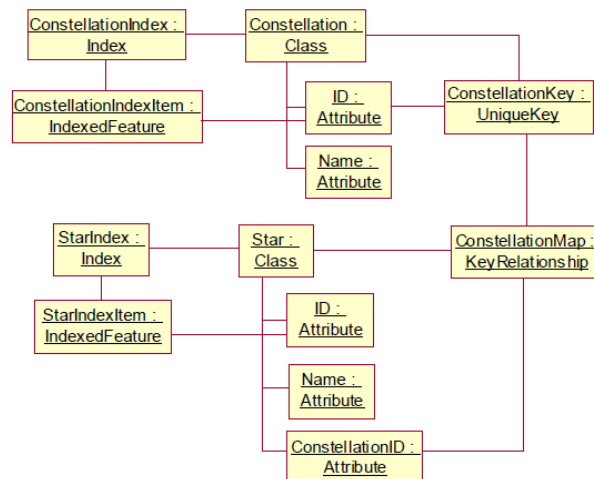 ConstellationIndex :
Index
Constellation :
Class
ConstellationIndexItem :
IndexedFeature
ID :
Attribute
ConstellationKey :
UniqueKey
Name :
Attribute
StarIndex :
Index
Star :
Class
ConstellationMap :
KeyRelationship
StarIndexItem :
IndexedFeature
ID :
Attribute
Name :
Attribute
ConstellationID :
Attribute